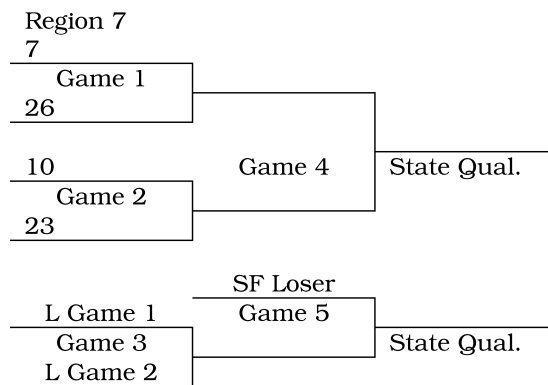 Region 7
7
Game 1
26
10
Game 4
State Qual.
Game 2
23
SF Loser
L Game 1
Game 5
Game 3
State Qual.
L Game 2